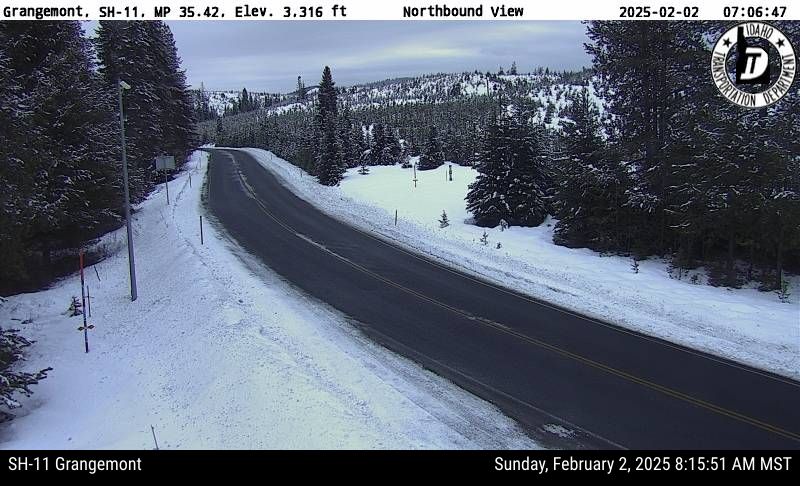 Grangemont, SH-11, MP 35.42, Elev. 3,316 ft Northbound View 2025-02-02 07:06:47
IDAHO
TRANSPORTATION DEPARTMENT
SH-11 Grangemont Sunday, February 2, 2025 8:15:51 AM MST